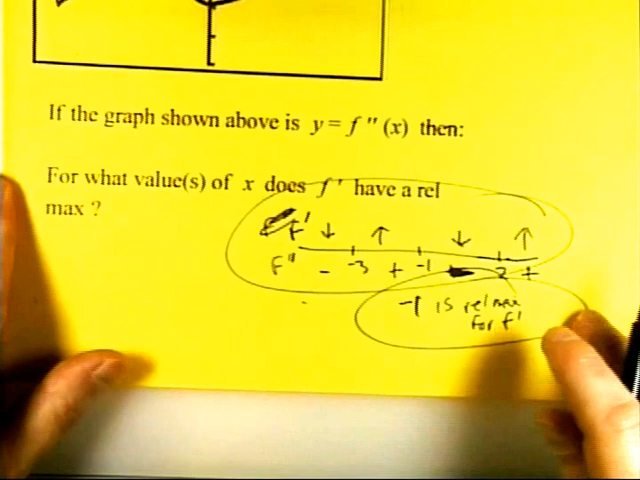 If the graph shown above is y = f " (x) then:
For what value(s) of x does f ' have a rel
max ?
f' ↓ ↑ ↓ ↑
f" - -3 + -1 - 2 +
-1 is rel max
for f'